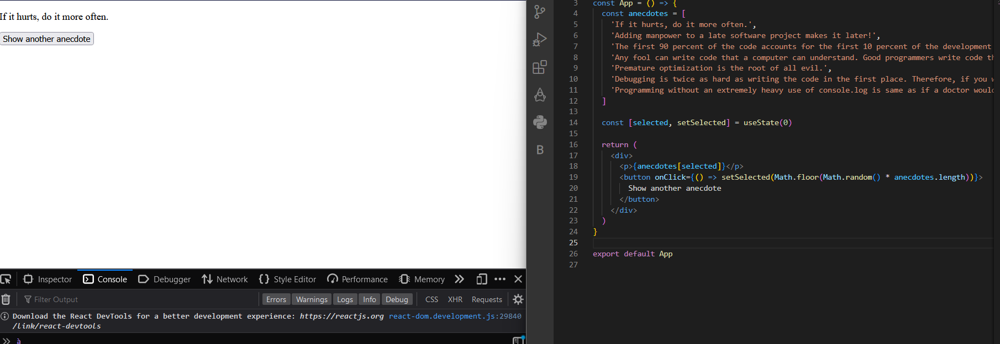 If it hurts, do it more often.
Show another anecdote
Inspector Console Debugger Network Style Editor Performance Memory
Filter Output Errors Warnings Logs Info Debug CSS XHR Requests
Download the React DevTools for a better development experience: https://reactjs.org react-dom.development.js:29840
/link/react-devtools
à
B
3 const App = () => {
4 const anecdotes = [
5 'If it hurts, do it more often.',
6 'Adding manpower to a late software project makes it later!',
7 'The first 90 percent of the code accounts for the first 10 percent of the development
8 'Any fool can write code that a computer can understand. Good programmers write code
9 'Premature optimization is the root of all evil.',
10 'Debugging is twice as hard as writing the code in the first place. Therefore, if you
11 'Programming without an extremely heavy use of console.log is same as if a doctor
12 ]
13
14 const [selected, setSelected] = useState(0)
15
16 return (
17 <div>
18 <p>{anecdotes[selected]}</p>
19 <button onClick={() => setSelected(Math.floor(Math.random() * anecdotes.length))}>
20 Show another anecdote
21 </button>
22 </div>
23 )
24 }
25
26 export default App
27